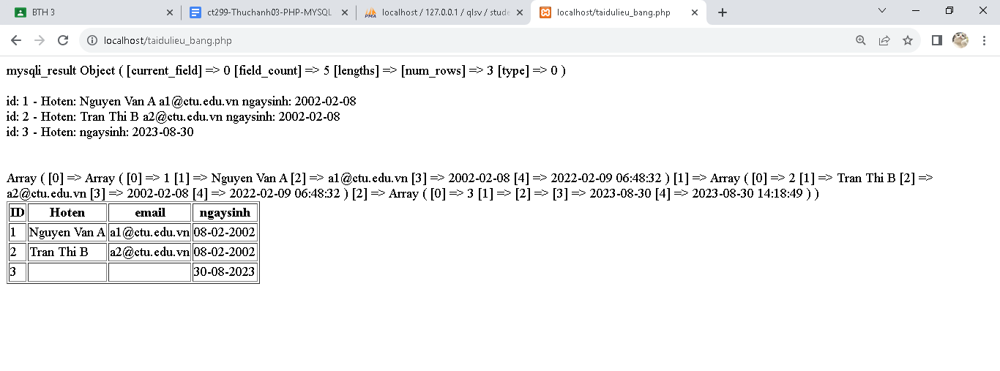 BTH 3
ct299-Thuchanh03-PHP-MYSQL
localhost / 127.0.0.1 / qlsv / stude
localhost/taidulieu_bang.php
localhost/taidulieu_bang.php
mysqli_result Object ( [current_field] => 0 [field_count] => 5 [lengths] => [num_rows] => 3 [type] => 0 )
id: 1 - Hoten: Nguyen Van A a1@ctu.edu.vn ngaysinh: 2002-02-08
id: 2 - Hoten: Tran Thi B a2@ctu.edu.vn ngaysinh: 2002-02-08
id: 3 - Hoten: ngaysinh: 2023-08-30
Array ( [0] => Array ( [0] => 1 [1] => Nguyen Van A [2] => a1@ctu.edu.vn [3] => 2002-02-08 [4] => 2022-02-09 06:48:32 ) [1] => Array ( [0] => 2 [1] => Tran Thi B [2] =>
a2@ctu.edu.vn [3] => 2002-02-08 [4] => 2022-02-09 06:48:32 ) [2] => Array ( [0] => 3 [1] => [2] => [3] => 2023-08-30 [4] => 2023-08-30 14:18:49 ) )
ID Hoten email ngaysinh
1 Nguyen Van A a1@ctu.edu.vn 08-02-2002
2 Tran Thi B a2@ctu.edu.vn 08-02-2002
3 30-08-2023